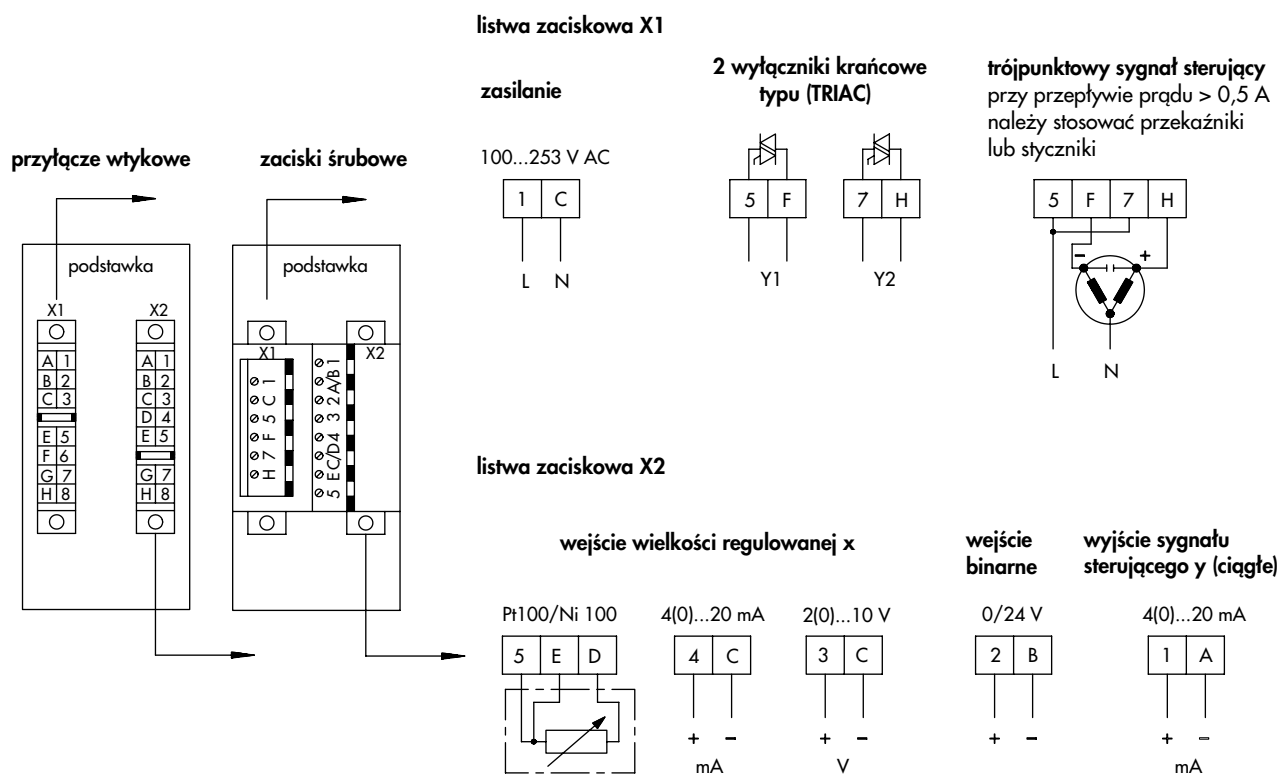 listwa zaciskowa X1
zasilanie
2 wyłączniki krańcowe
typu (TRIAC)
trójpunktowy sygnał sterujący
przy przepływie prądu > 0,5 A
należy stosować przekaźniki
lub styczniki
przyłącze wtykowe
zaciski śrubowe
100...253 V AC
1 C
L N
5 F
Y1
7 H
Y2
5 F 7 H
– +
L N
podstawka
X1 X2
A 1
B 2
C 3
E 5
F 6
G 7
H 8
A 1
B 2
C 3
D 4
E 5
G 7
H 8
podstawka
X1 X2
H 7 F 5 C 1
5 E C/D 4 3 2 A/B 1
listwa zaciskowa X2
wejście wielkości regulowanej x
wejście
binarne
wyjście sygnału
sterującego y (ciągłe)
Pt100/Ni 100
5 E D
4(0)...20 mA
4 C
+ –
mA
2(0)...10 V
3 C
+ –
V
0/24 V
2 B
+ –
4(0)...20 mA
1 A
+ –
mA